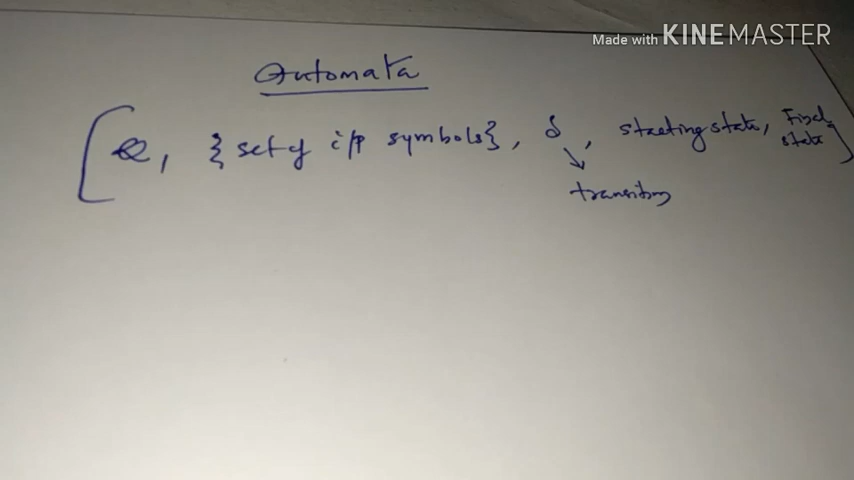 Made with KINEMASTER
Automata
[Q, {set of i/p symbols}, δ, starting state, Final state]
transition